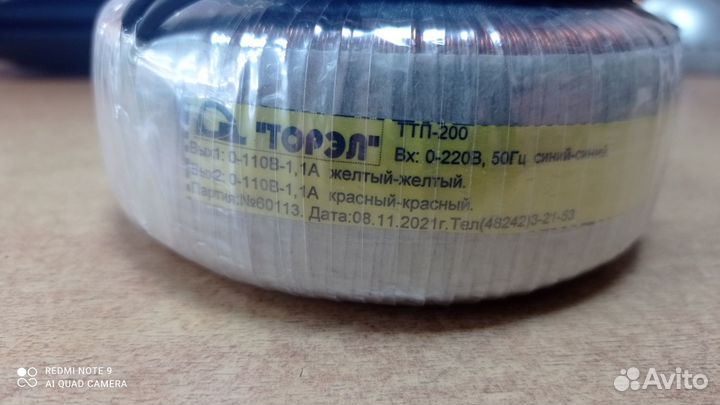 "ТОРЭЛ" ТТП-200
Вх: 0-220В, 50Гц синий-синий.
Вых1: 0-110В-1,1А желтый-желтый.
Вых2: 0-110В-1,1А красный-красный.
Партия:№60113. Дата:08.11.2021г.Тел(48242)3-21-53
REDMI NOTE 9
AI QUAD CAMERA
Avito